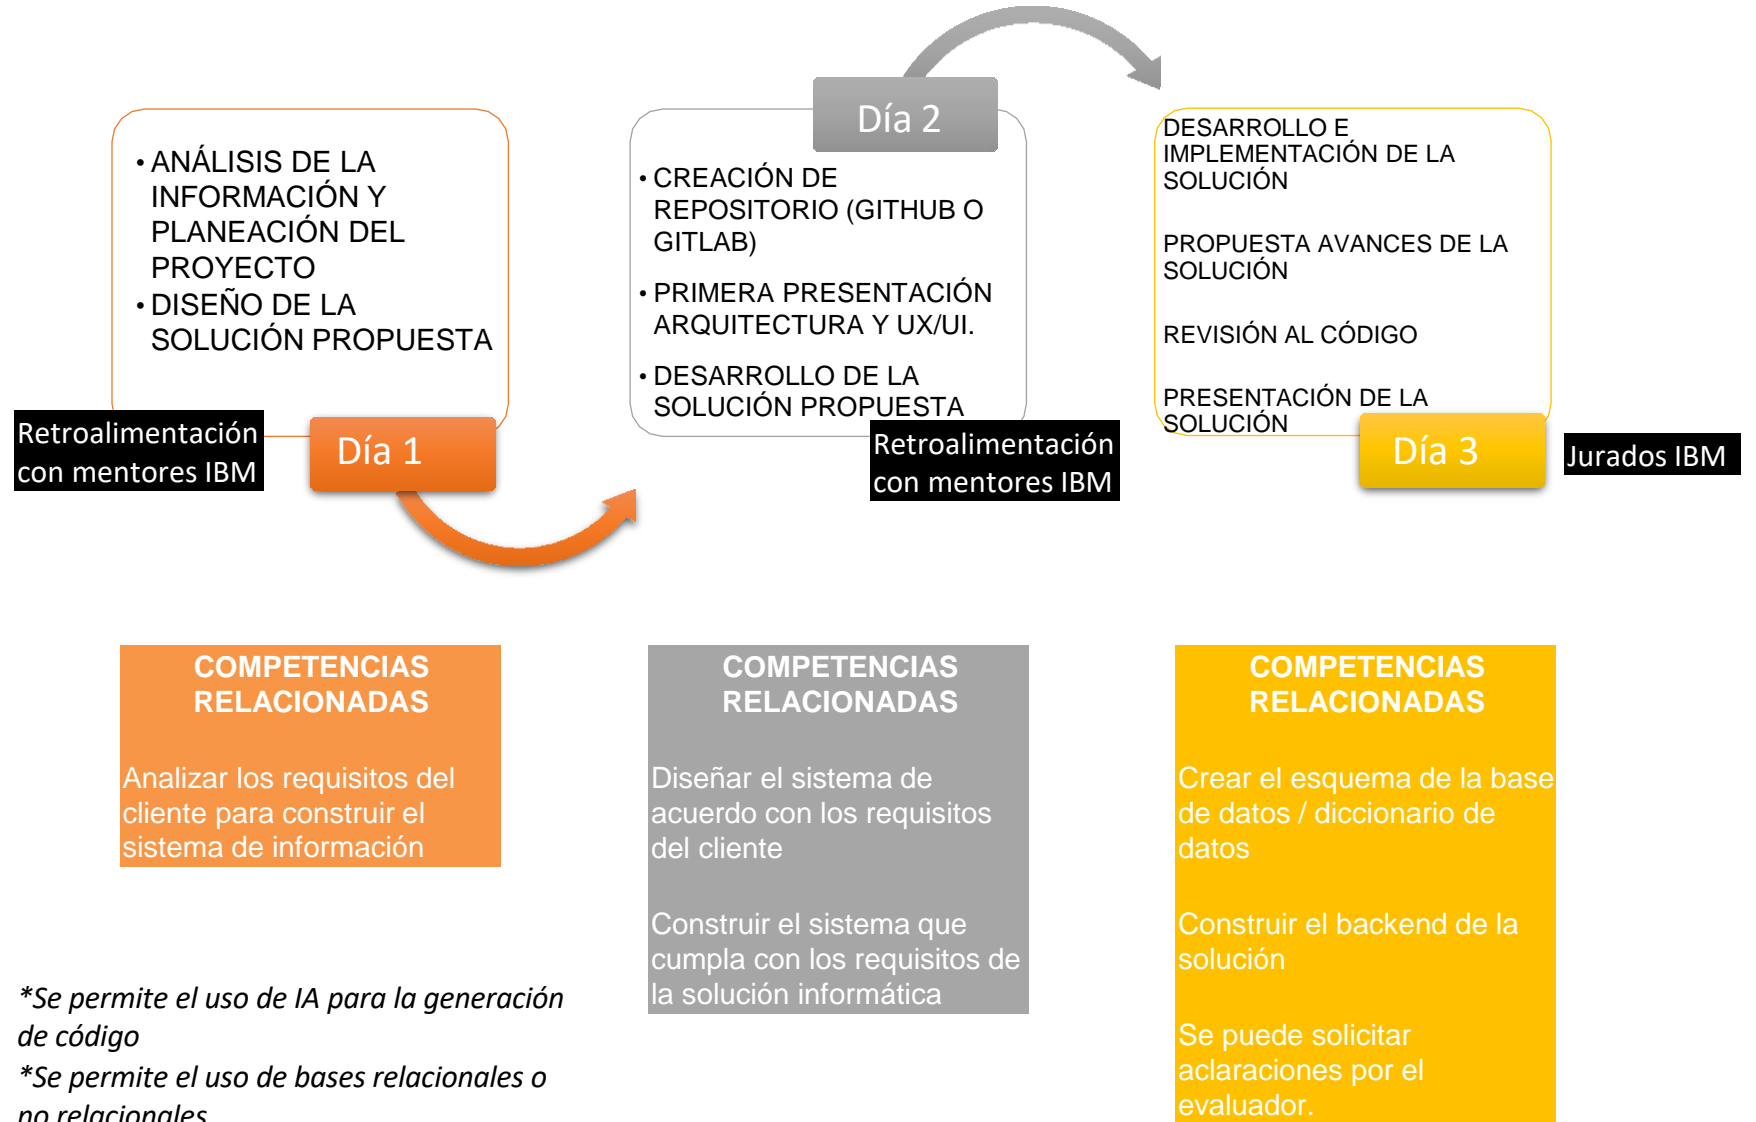 • ANÁLISIS DE LA
INFORMACIÓN Y
PLANEACIÓN DEL
PROYECTO
• DISEÑO DE LA
SOLUCIÓN PROPUESTA
Retroalimentación
con mentores IBM
Día 1
Día 2
• CREACIÓN DE
REPOSITORIO (GITHUB O
GITLAB)
• PRIMERA PRESENTACIÓN
ARQUITECTURA Y UX/UI.
• DESARROLLO DE LA
SOLUCIÓN PROPUESTA
Retroalimentación
con mentores IBM
DESARROLLO E
IMPLEMENTACIÓN DE LA
SOLUCIÓN
PROPUESTA AVANCES DE LA
SOLUCIÓN
REVISIÓN AL CÓDIGO
PRESENTACIÓN DE LA
SOLUCIÓN
Día 3
Jurados IBM
COMPETENCIAS
RELACIONADAS
Analizar los requisitos del
cliente para construir el
sistema de información
COMPETENCIAS
RELACIONADAS
Diseñar el sistema de
acuerdo con los requisitos
del cliente
Construir el sistema que
cumpla con los requisitos de
la solución informática
COMPETENCIAS
RELACIONADAS
Crear el esquema de la base
de datos / diccionario de
datos
Construir el backend de la
solución
Se puede solicitar
aclaraciones por el
evaluador.
*Se permite el uso de IA para la generación
de código
*Se permite el uso de bases relacionales o
no relacionales